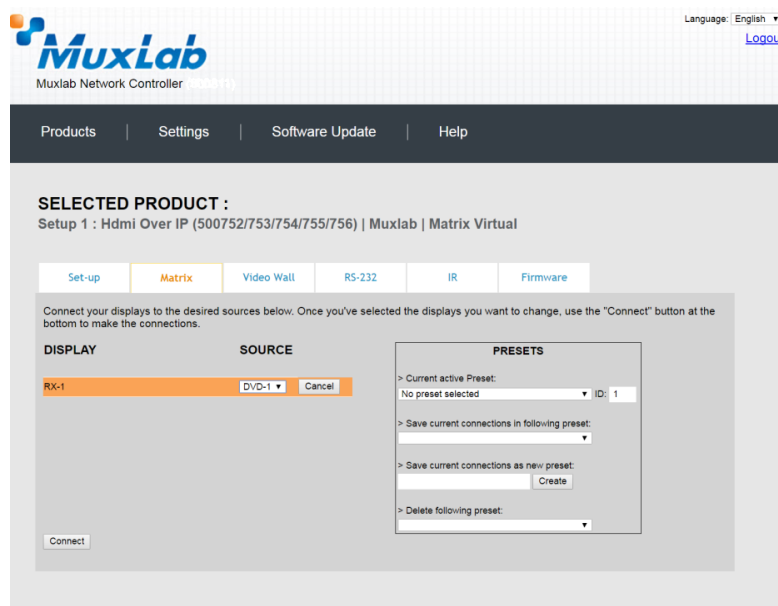 Language: English
Logou
MuxLab
Muxlab Network Controller
Products | Settings | Software Update | Help
SELECTED PRODUCT :
Setup 1 : Hdmi Over IP (500752/753/754/755/756) | Muxlab | Matrix Virtual
Set-up Matrix Video Wall RS-232 IR Firmware
Connect your displays to the desired sources below. Once you've selected the displays you want to change, use the "Connect" button at the
bottom to make the connections.
DISPLAY SOURCE PRESETS
> Current active Preset:
RX-1 DVD-1 Cancel
No preset selected ID: 1
> Save current connections in following preset:
> Save current connections as new preset:
Create
> Delete following preset:
Connect